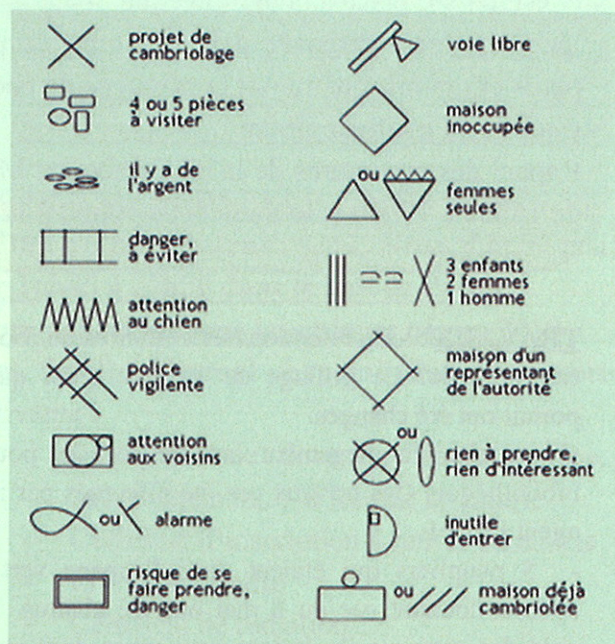 projet de
cambriolage
4 ou 5 pièces
à visiter
il y a de
l'argent
danger,
à éviter
attention
au chien
police
vigilente
attention
aux voisins
ou alarme
risque de se
faire prendre,
danger
voie libre
maison
inoccupée
ou
femmes
seules
3 enfants
2 femmes
1 homme
maison d'un
représentant
de l'autorité
ou
rien à prendre,
rien d'intéressant
inutile
d'entrer
ou maison déjà
cambriolée